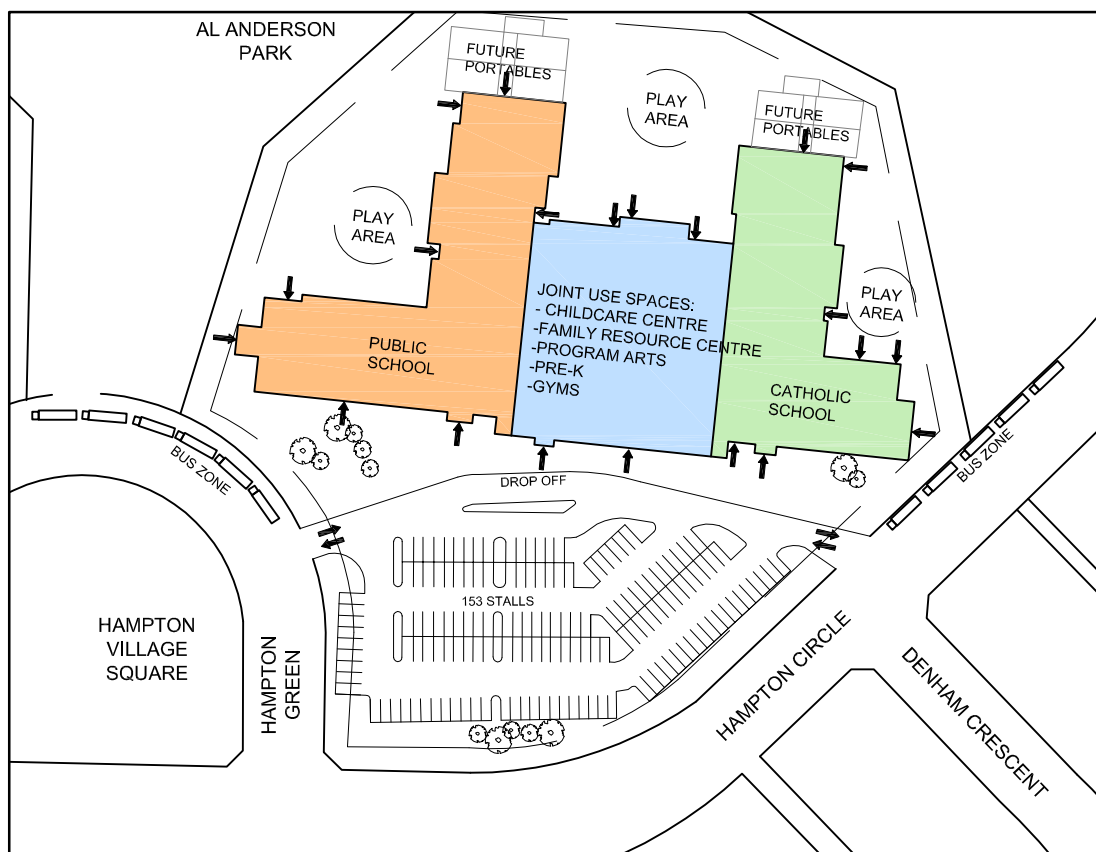 AL ANDERSON
PARK
FUTURE
PORTABLES
PLAY
AREA
FUTURE
PORTABLES
PLAY
AREA
PLAY
AREA
JOINT USE SPACES:
- CHILDCARE CENTRE
-FAMILY RESOURCE CENTRE
-PROGRAM ARTS
-PRE-K
-GYMS
PUBLIC
SCHOOL
CATHOLIC
SCHOOL
BUS ZONE
BUS ZONE
DROP OFF
153 STALLS
HAMPTON
VILLAGE
SQUARE
HAMPTON
GREEN
HAMPTON CIRCLE
DENHAM CRESCENT